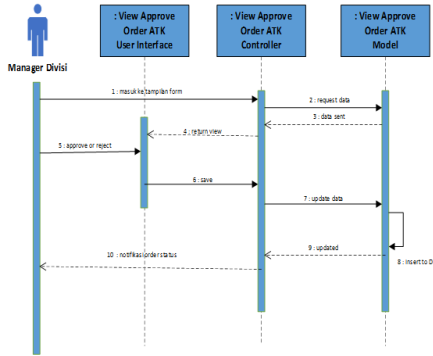 : View Approve
Order ATK
User Interface
: View Approve
Order ATK
Controller
: View Approve
Order ATK
Model
Manager Divisi
1 : masuk ke tampilan form
2 : request data
3 : data sent
4 : return view
5 : approve or reject
6 : save
7 : update data
8 : Insert to D
9 : updated
10 : notifikasi order status